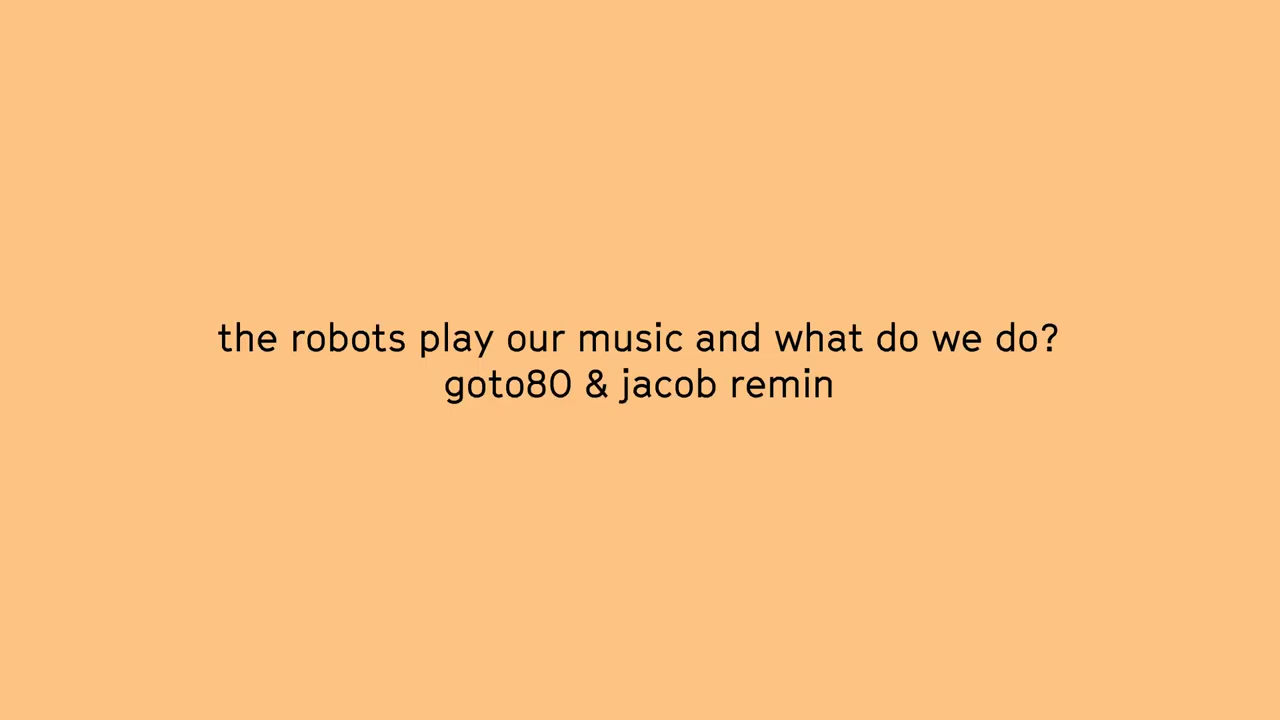 the robots play our music and what do we do?
goto80 & jacob remin